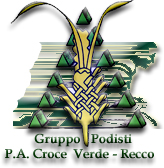 Gruppo Podisti
P.A. Croce Verde - Recco